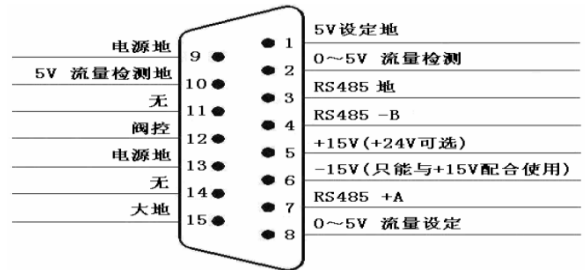 电源地
9
5V 流量检测地
10
无
11
阀控
12
电源地
13
无
14
大地
15
1
5V设定地
2
0～5V 流量检测
3
RS485 地
4
RS485 -B
5
+15V(+24V可选)
6
-15V(只能与+15V配合使用)
7
RS485 +A
8
0～5V 流量设定